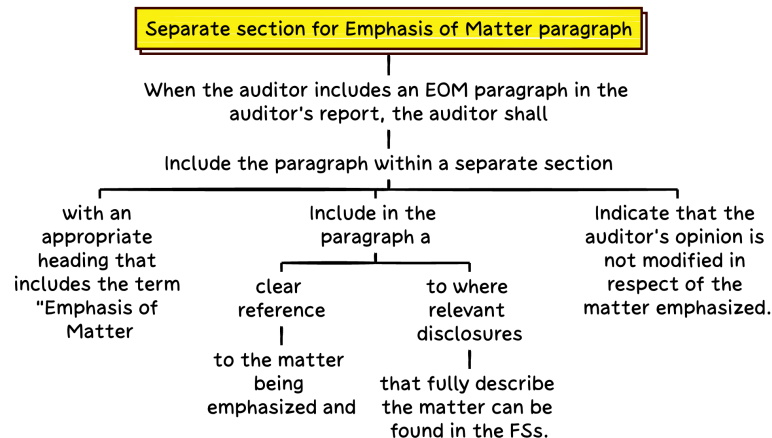 Separate section for Emphasis of Matter paragraph
When the auditor includes an EOM paragraph in the
auditor's report, the auditor shall
Include the paragraph within a separate section
with an
appropriate
heading that
includes the term
"Emphasis of
Matter
Include in the
paragraph a
clear
reference
to the matter
being
emphasized and
to where
relevant
disclosures
that fully describe
the matter can be
found in the FSs.
Indicate that the
auditor's opinion is
not modified in
respect of the
matter emphasized.